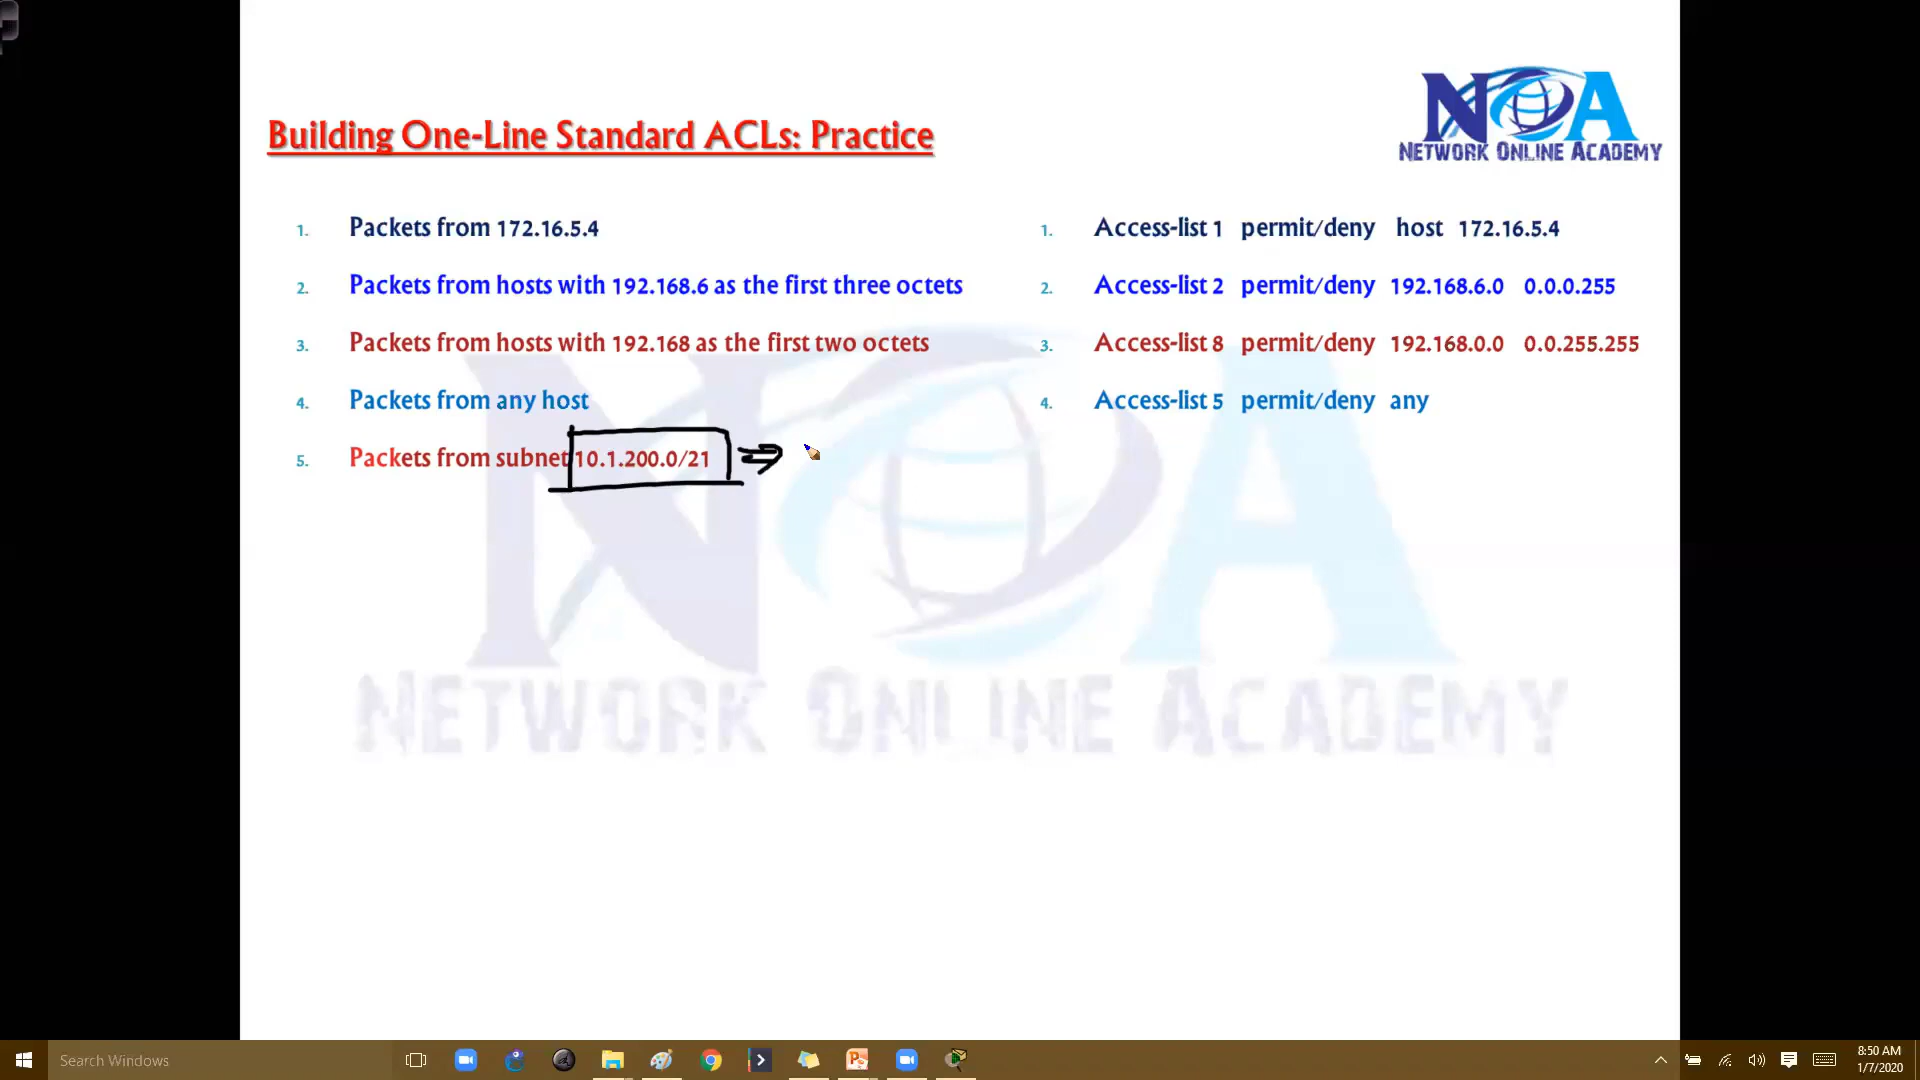 NOA
NETWORK ONLINE ACADEMY
Building One-Line Standard ACLs: Practice
1. Packets from 172.16.5.4
2. Packets from hosts with 192.168.6 as the first three octets
3. Packets from hosts with 192.168 as the first two octets
4. Packets from any host
5. Packets from subnet 10.1.200.0/21
1. Access-list 1 permit/deny host 172.16.5.4
2. Access-list 2 permit/deny 192.168.6.0 0.0.0.255
3. Access-list 8 permit/deny 192.168.0.0 0.0.255.255
4. Access-list 5 permit/deny any
NOA
NETWORK ONLINE ACADEMY
Search Windows
8:50 AM
1/7/2020